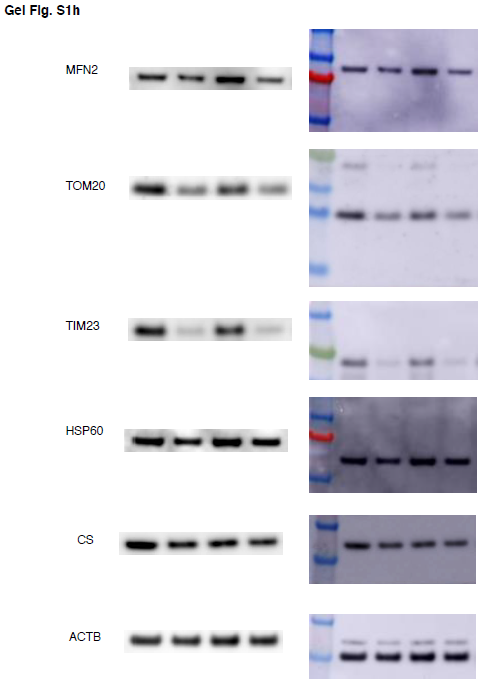 Gel Fig. S1h
MFN2
TOM20
TIM23
HSP60
CS
ACTB